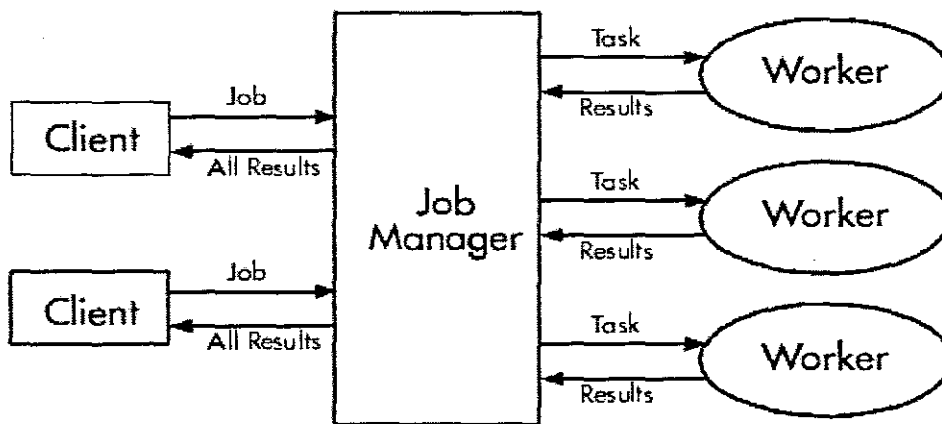 Client
Job
All Results
Client
Job
All Results
Job
Manager
Task
Results
Worker
Task
Results
Worker
Task
Results
Worker